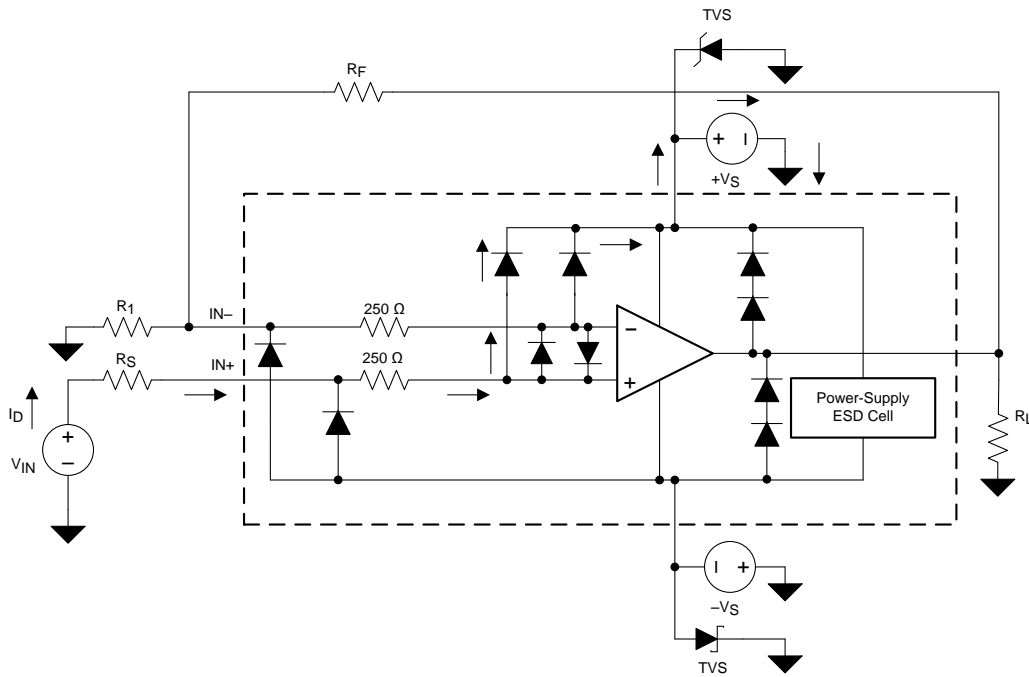 TVS
RF
+ –
+VS
R1
IN–
250 Ω
RS
IN+
250 Ω
–
+
ID
+
–
VIN
Power-Supply
ESD Cell
RL
– +
–VS
TVS